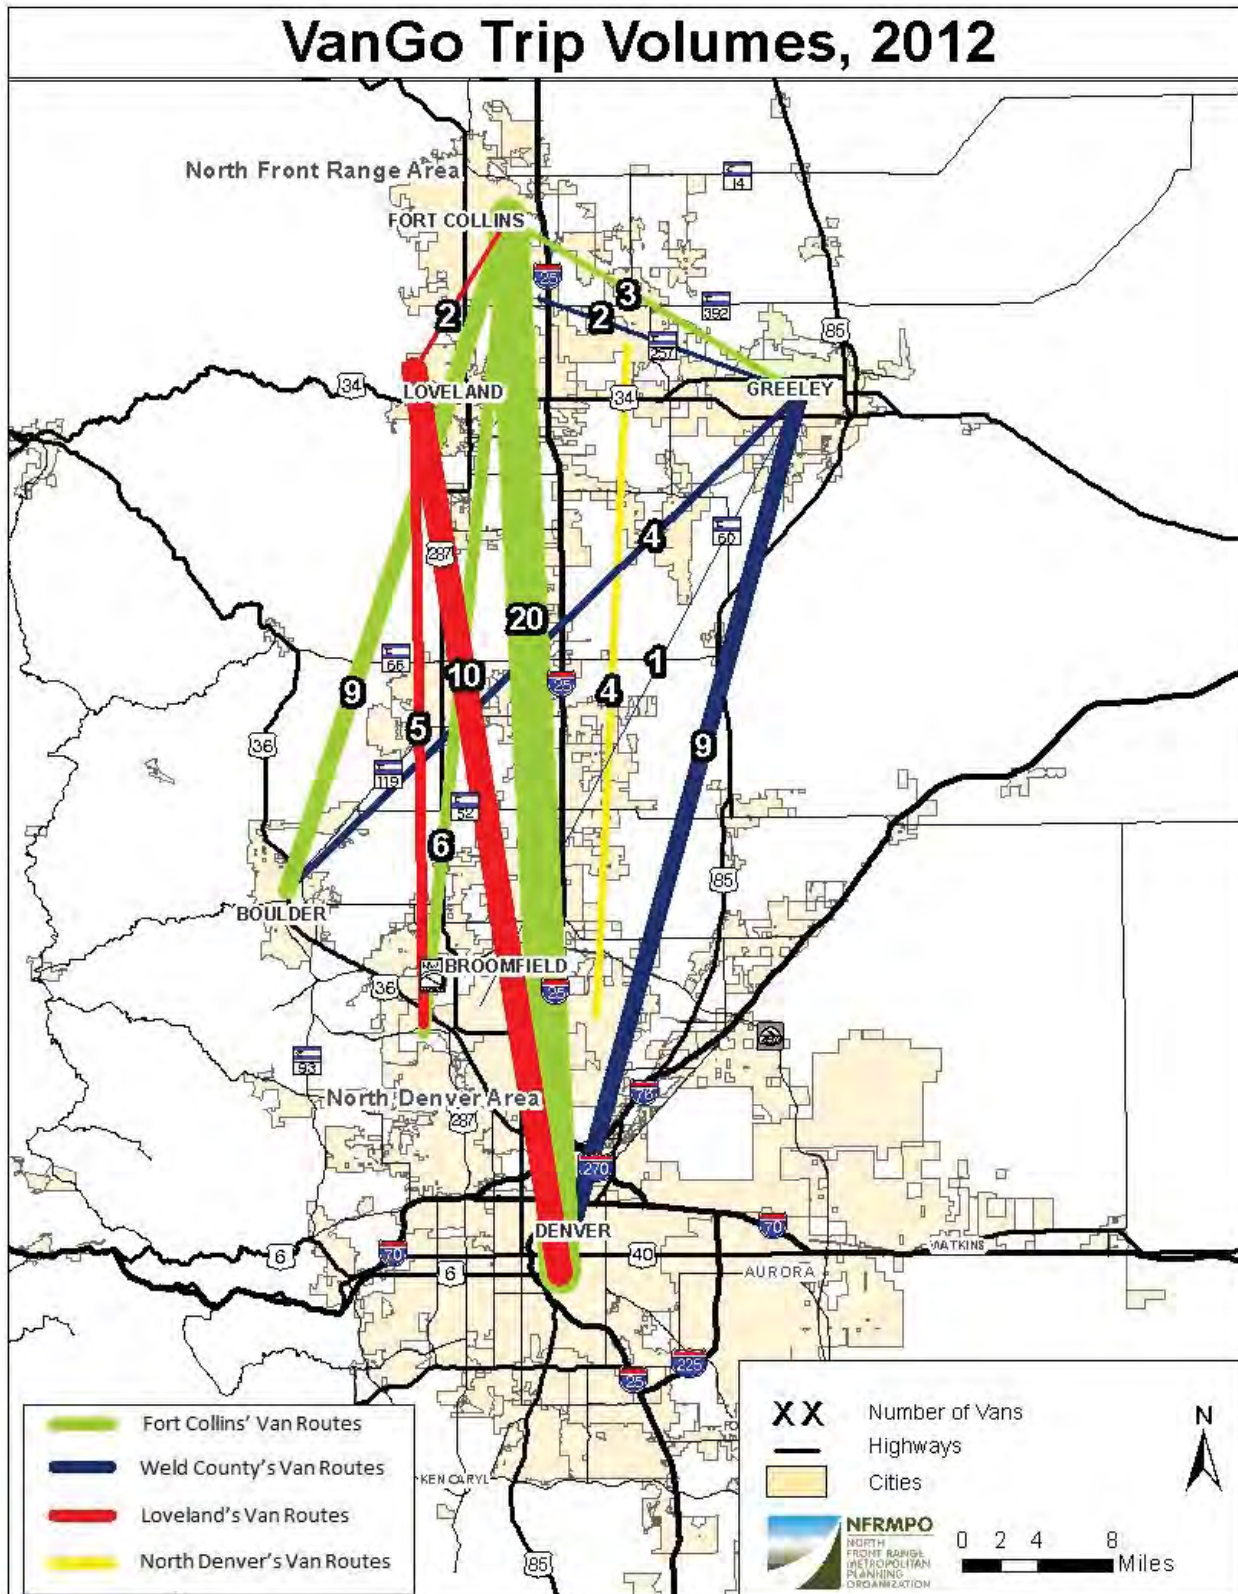 VanGo Trip Volumes, 2012
North Front Range Area
14
FORT COLLINS
25
3
2
2
392
257
85
34
LOVELAND
34
GREELEY
4
60
287
20
66
1
10
25
9
4
5
9
36
119
52
6
85
BOULDER
BROOMFIELD
NW
36
25
93
North Denver Area
76
287
270
DENVER
70
70
6
40
WATKINS
6
AURORA
225
25
KEN CARYL
85
Fort Collins' Van Routes
Weld County's Van Routes
Loveland's Van Routes
North Denver's Van Routes
XX Number of Vans
Highways
Cities
N
NFRMPO
NORTH
FRONT RANGE
METROPOLITAN
PLANNING
ORGANIZATION
0 2 4 8
Miles